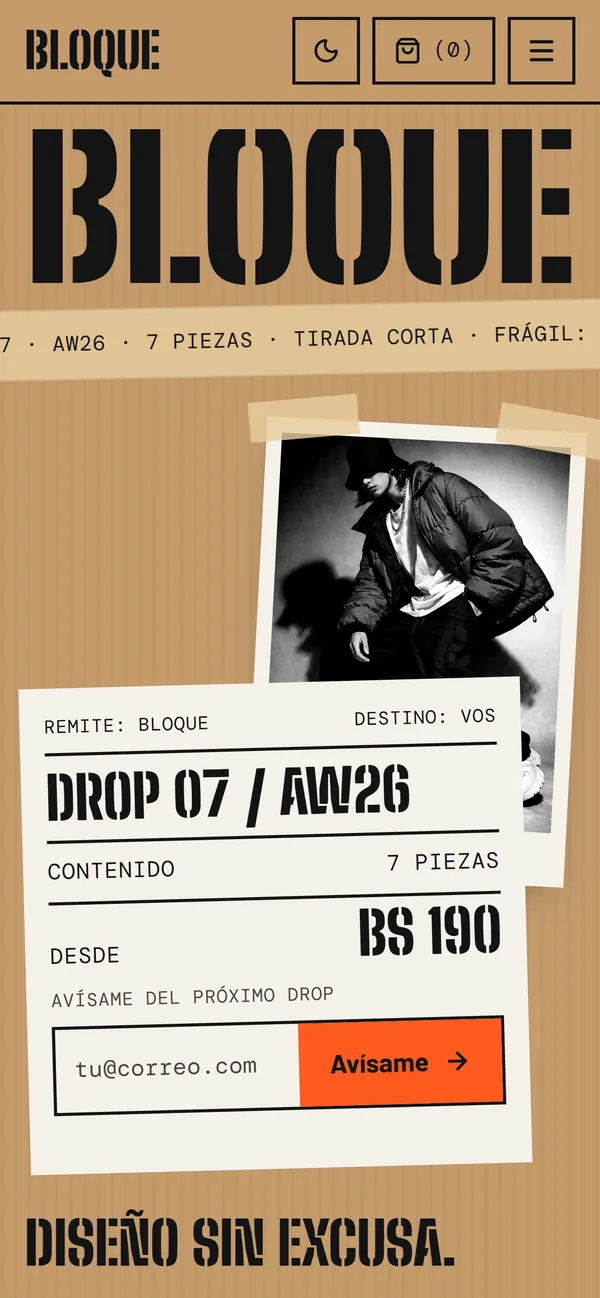 BLOQUE
(0)
BLOQUE
7 · AW26 · 7 PIEZAS · TIRADA CORTA · FRÁGIL:
REMITE: BLOQUE DESTINO: VOS
DROP 07 / AW26
CONTENIDO 7 PIEZAS
DESDE BS 190
AVÍSAME DEL PRÓXIMO DROP
tu@correo.com Avísame →
DISEÑO SIN EXCUSA.